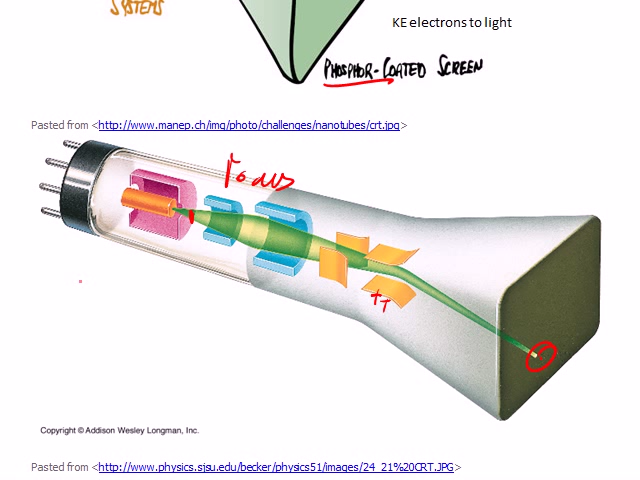 SYSTEMS
KE electrons to light
PHOSPHOR-COATED SCREEN
Pasted from <http://www.manep.ch/img/photo/challenges/nanotubes/crt.jpg>
Focus
++
Copyright © Addison Wesley Longman, Inc.
Pasted from <http://www.physics.sjsu.edu/becker/physics51/images/24_21%20CRT.JPG>